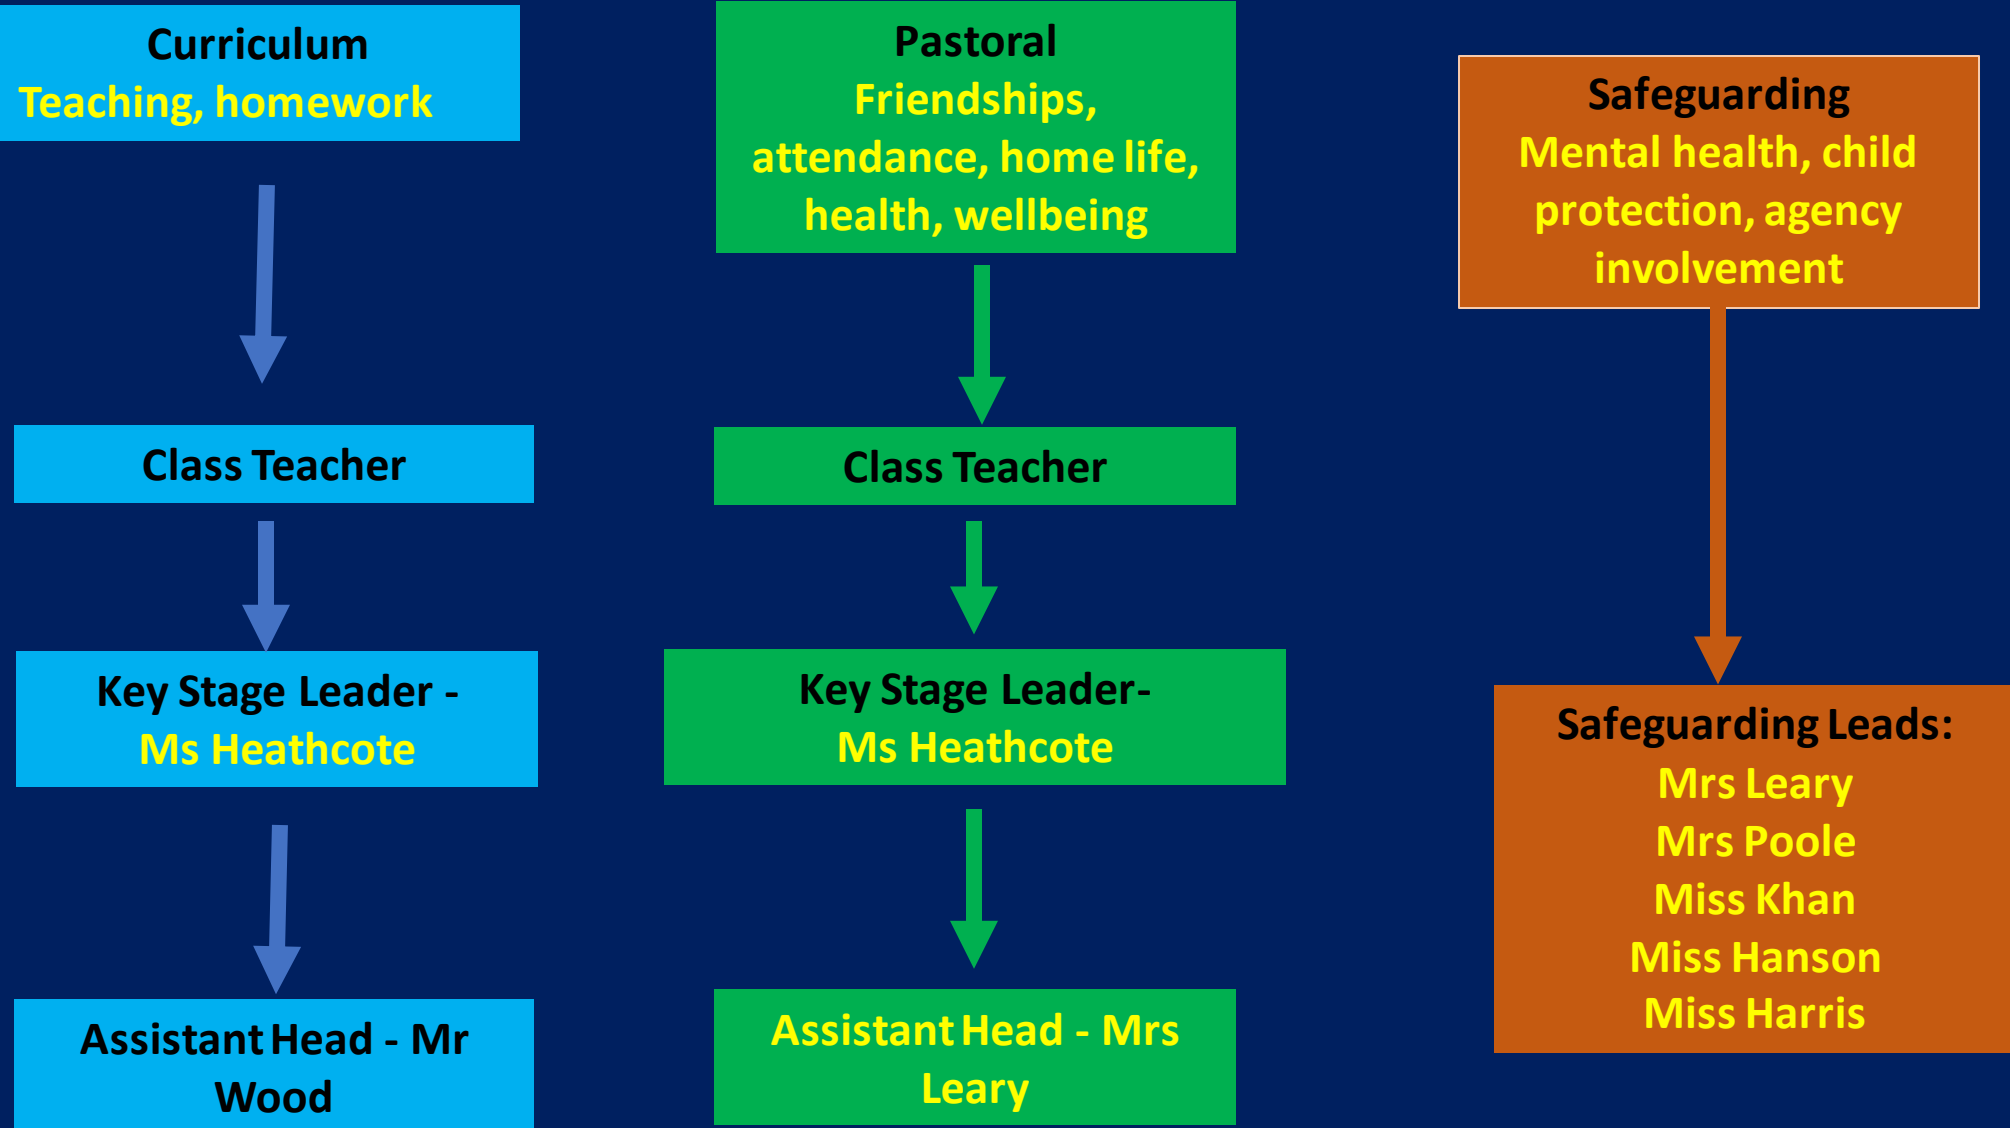 Curriculum
Teaching, homework
Class Teacher
Key Stage Leader -
Ms Heathcote
Assistant Head - Mr
Wood
Pastoral
Friendships,
attendance, home life,
health, wellbeing
Class Teacher
Key Stage Leader-
Ms Heathcote
Assistant Head - Mrs
Leary
Safeguarding
Mental health, child
protection, agency
involvement
Safeguarding Leads:
Mrs Leary
Mrs Poole
Miss Khan
Miss Hanson
Miss Harris